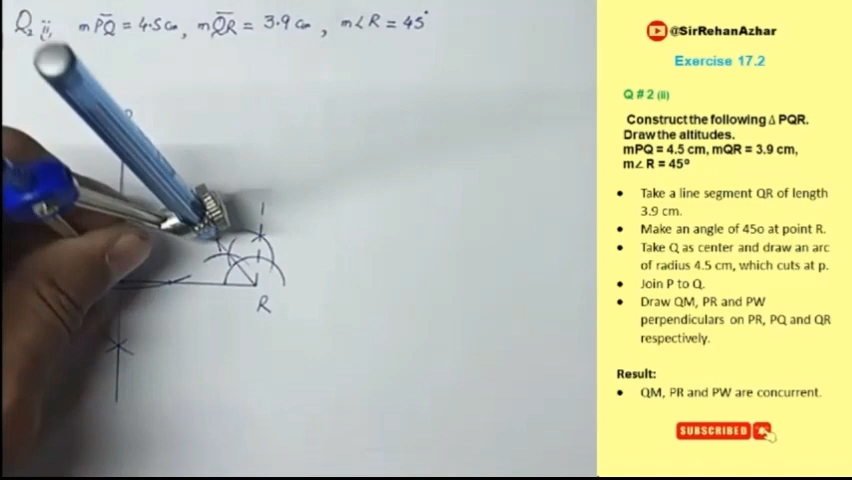 Q2 ii, mPQ = 4.5 cm, mQR = 3.9 cm, m∠R = 45°
R
@SirRehanAzhar
Exercise 17.2
Q # 2 (ii)
Construct the following Δ PQR.
Draw the altitudes.
mPQ = 4.5 cm, mQR = 3.9 cm,
m∠ R = 45º
• Take a line segment QR of length
3.9 cm.
• Make an angle of 45o at point R.
• Take Q as center and draw an arc
of radius 4.5 cm, which cuts at p.
• Join P to Q.
• Draw QM, PR and PW
perpendiculars on PR, PQ and QR
respectively.
Result:
• QM, PR and PW are concurrent.
SUBSCRIBED